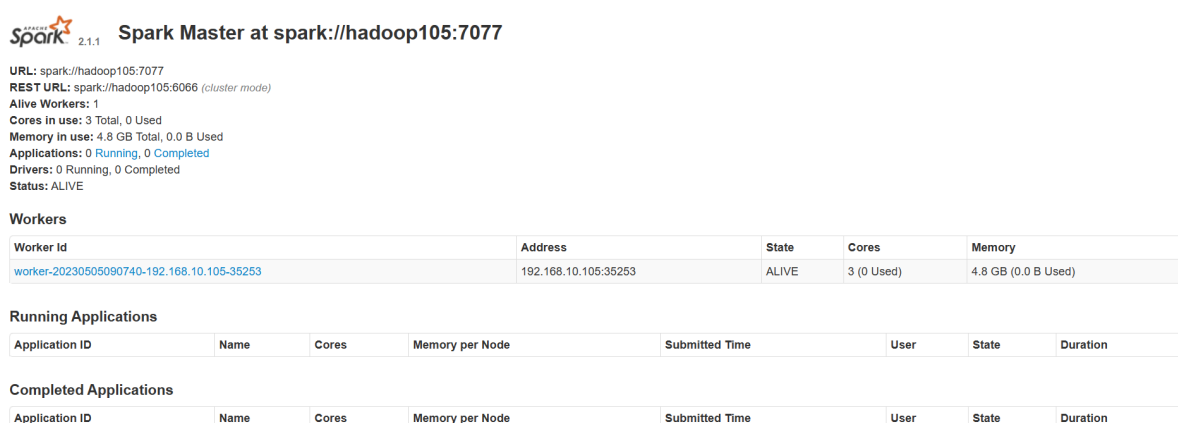 APACHE Spark 2.1.1 Spark Master at spark://hadoop105:7077
URL: spark://hadoop105:7077
REST URL: spark://hadoop105:6066 (cluster mode)
Alive Workers: 1
Cores in use: 3 Total, 0 Used
Memory in use: 4.8 GB Total, 0.0 B Used
Applications: 0 Running, 0 Completed
Drivers: 0 Running, 0 Completed
Status: ALIVE
Workers
Worker Id Address State Cores Memory
worker-20230505090740-192.168.10.105-35253 192.168.10.105:35253 ALIVE 3 (0 Used) 4.8 GB (0.0 B Used)
Running Applications
Application ID Name Cores Memory per Node Submitted Time User State Duration
Completed Applications
Application ID Name Cores Memory per Node Submitted Time User State Duration